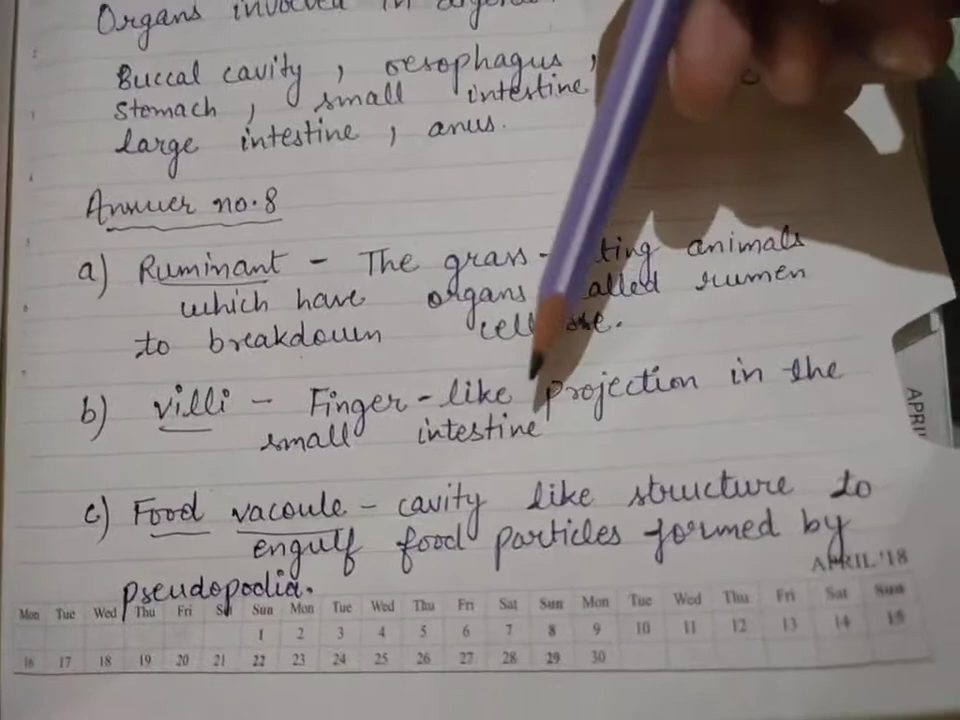 Organs involved in
Buccal cavity , oesophagus ,
stomach , small intestine
large intestine , anus.
Answer no.8
a) Ruminant - The grass - ting animals
which have organs alled rumen
to breakdown cell ose.
b) villi - Finger-like projection in the
small intestine
c) Food vacoule - cavity like structure to
engulf food particles formed by
pseudopodia.
APRIL'18
Mon Tue Wed Thu Fri Sat Sun Mon Tue Wed Thu Fri Sat Sun Mon Tue Wed Thu Fri Sat Sun
1 2 3 4 5 6 7 8 9 10 11 12 13 14 15
16 17 18 19 20 21 22 23 24 25 26 27 28 29 30
APRIL